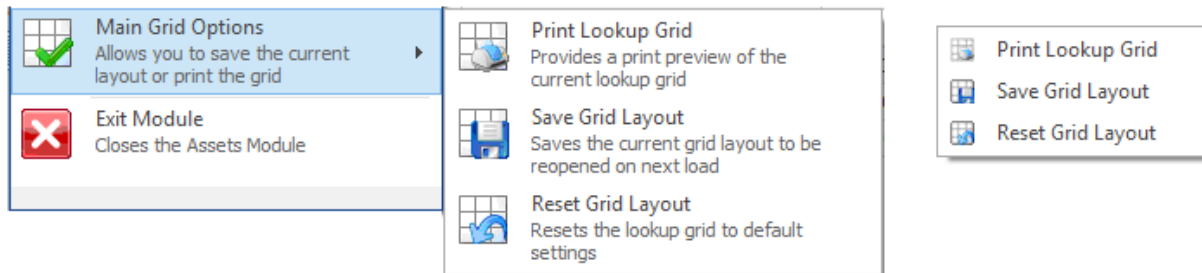 Main Grid Options
Allows you to save the current
layout or print the grid
Exit Module
Closes the Assets Module
Print Lookup Grid
Provides a print preview of the
current lookup grid
Save Grid Layout
Saves the current grid layout to be
reopened on next load
Reset Grid Layout
Resets the lookup grid to default
settings
Print Lookup Grid
Save Grid Layout
Reset Grid Layout